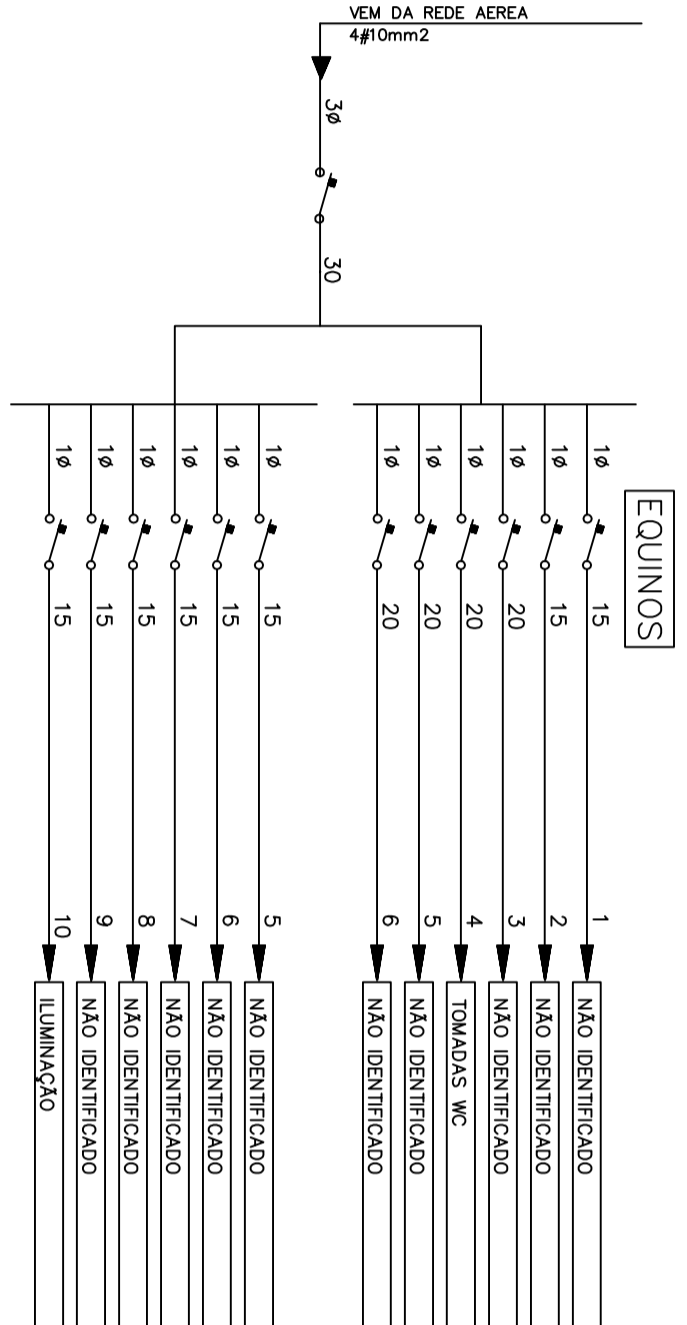 VEM DA REDE AEREA
4#10mm2
3ø
30
EQUINOS
1ø 15 1 NÃO IDENTIFICADO
1ø 15 2 NÃO IDENTIFICADO
1ø 20 3 NÃO IDENTIFICADO
1ø 20 4 TOMADAS WC
1ø 20 5 NÃO IDENTIFICADO
1ø 20 6 NÃO IDENTIFICADO
1ø 15 5 NÃO IDENTIFICADO
1ø 15 6 NÃO IDENTIFICADO
1ø 15 7 NÃO IDENTIFICADO
1ø 15 8 NÃO IDENTIFICADO
1ø 15 9 NÃO IDENTIFICADO
1ø 15 10 ILUMINAÇÃO